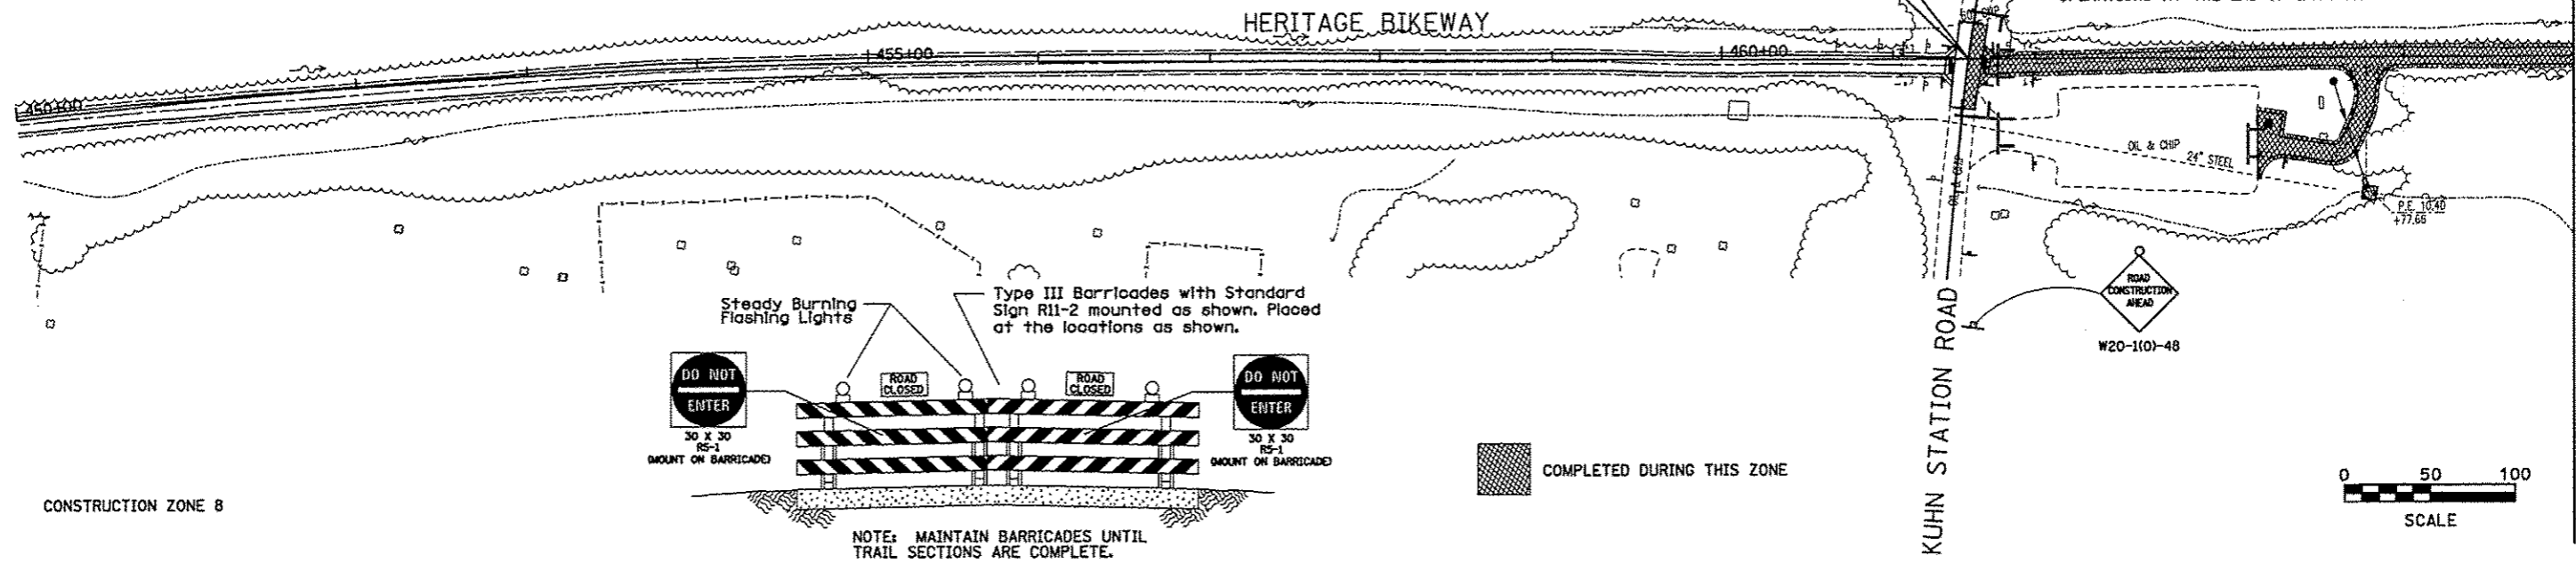 HERITAGE BIKEWAY
450+00
455+00
460+00
OIL & CHIP
24" STEEL
OIL & CHIP
P.E. 10.40
+77.66
ROAD
CONSTRUCTION
AHEAD
W20-1(O)-48
KUHN STATION ROAD
Steady Burning
Flashing Lights
Type III Barricades with Standard
Sign R11-2 mounted as shown. Placed
at the locations as shown.
DO NOT
ENTER
30 X 30
R5-1
(MOUNT ON BARRICADE)
ROAD
CLOSED
ROAD
CLOSED
DO NOT
ENTER
30 X 30
R5-1
(MOUNT ON BARRICADE)
NOTE: MAINTAIN BARRICADES UNTIL
TRAIL SECTIONS ARE COMPLETE.
CONSTRUCTION ZONE 8
COMPLETED DURING THIS ZONE
0 50 100
SCALE